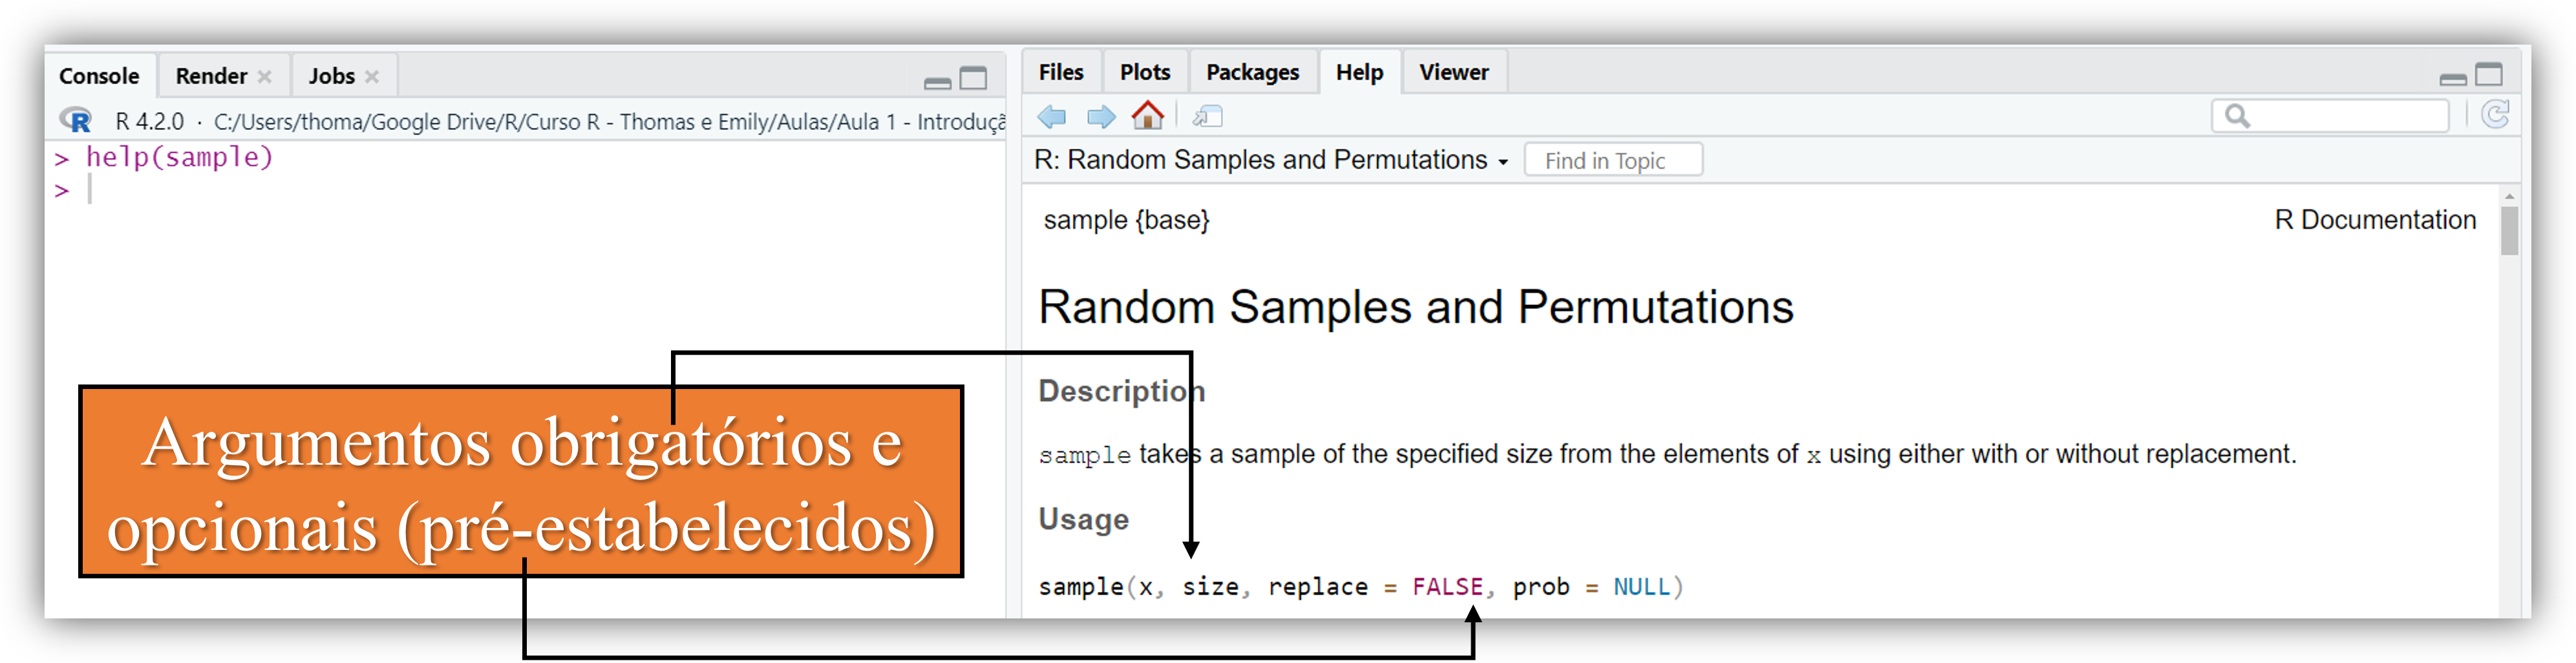 Console Render Jobs
R 4.2.0 · C:/Users/thoma/Google Drive/R/Curso R - Thomas e Emily/Aulas/Aula 1 - Introduçã
> help(sample)
>
Argumentos obrigatórios e
opcionais (pré-estabelecidos)
Files Plots Packages Help Viewer
R: Random Samples and Permutations Find in Topic
sample {base} R Documentation
Random Samples and Permutations
Description
sample takes a sample of the specified size from the elements of x using either with or without replacement.
Usage
sample(x, size, replace = FALSE, prob = NULL)